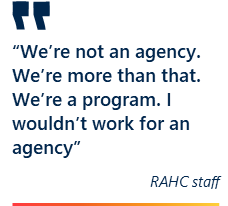 “We’re not an agency.
We’re more than that.
We’re a program. I
wouldn’t work for an
agency”
RAHC staff